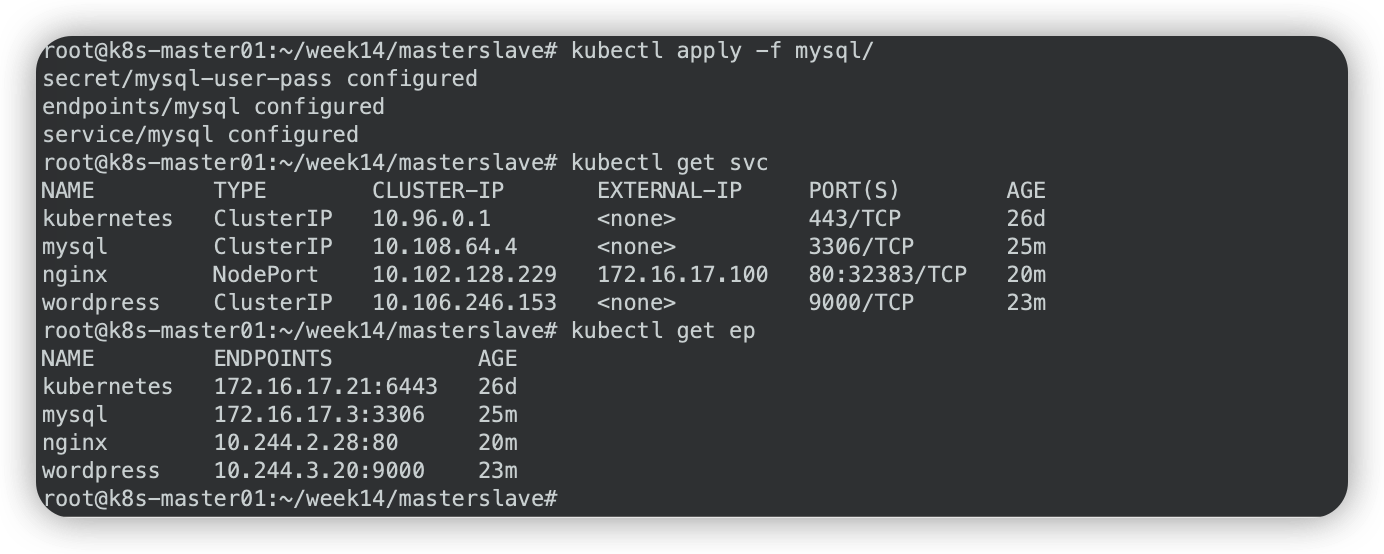 root@k8s-master01:~/week14/masterslave# kubectl apply -f mysql/
secret/mysql-user-pass configured
endpoints/mysql configured
service/mysql configured
root@k8s-master01:~/week14/masterslave# kubectl get svc
NAME         TYPE        CLUSTER-IP       EXTERNAL-IP     PORT(S)        AGE
kubernetes   ClusterIP   10.96.0.1        <none>          443/TCP        26d
mysql        ClusterIP   10.108.64.4      <none>          3306/TCP       25m
nginx        NodePort    10.102.128.229   172.16.17.100   80:32383/TCP   20m
wordpress    ClusterIP   10.106.246.153   <none>          9000/TCP       23m
root@k8s-master01:~/week14/masterslave# kubectl get ep
NAME         ENDPOINTS           AGE
kubernetes   172.16.17.21:6443   26d
mysql        172.16.17.3:3306    25m
nginx        10.244.2.28:80      20m
wordpress    10.244.3.20:9000    23m
root@k8s-master01:~/week14/masterslave#